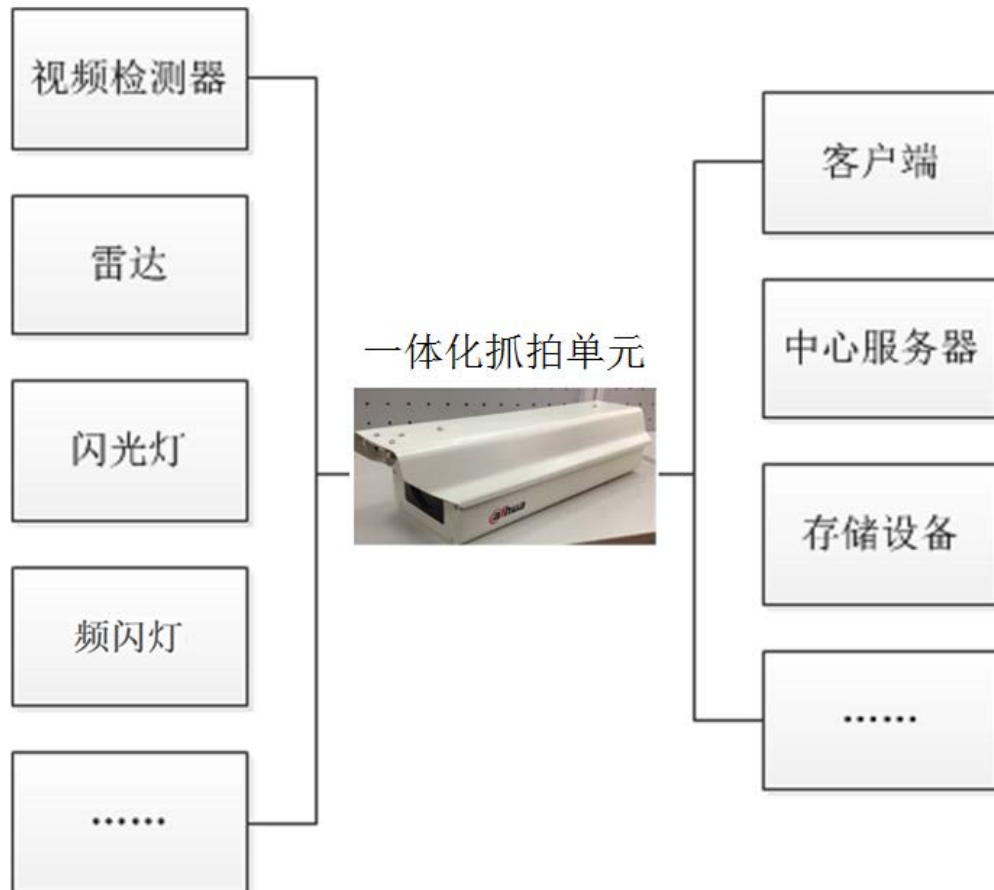 视频检测器
雷达
闪光灯
频闪灯
……
一体化抓拍单元
alhua
客户端
中心服务器
存储设备
……